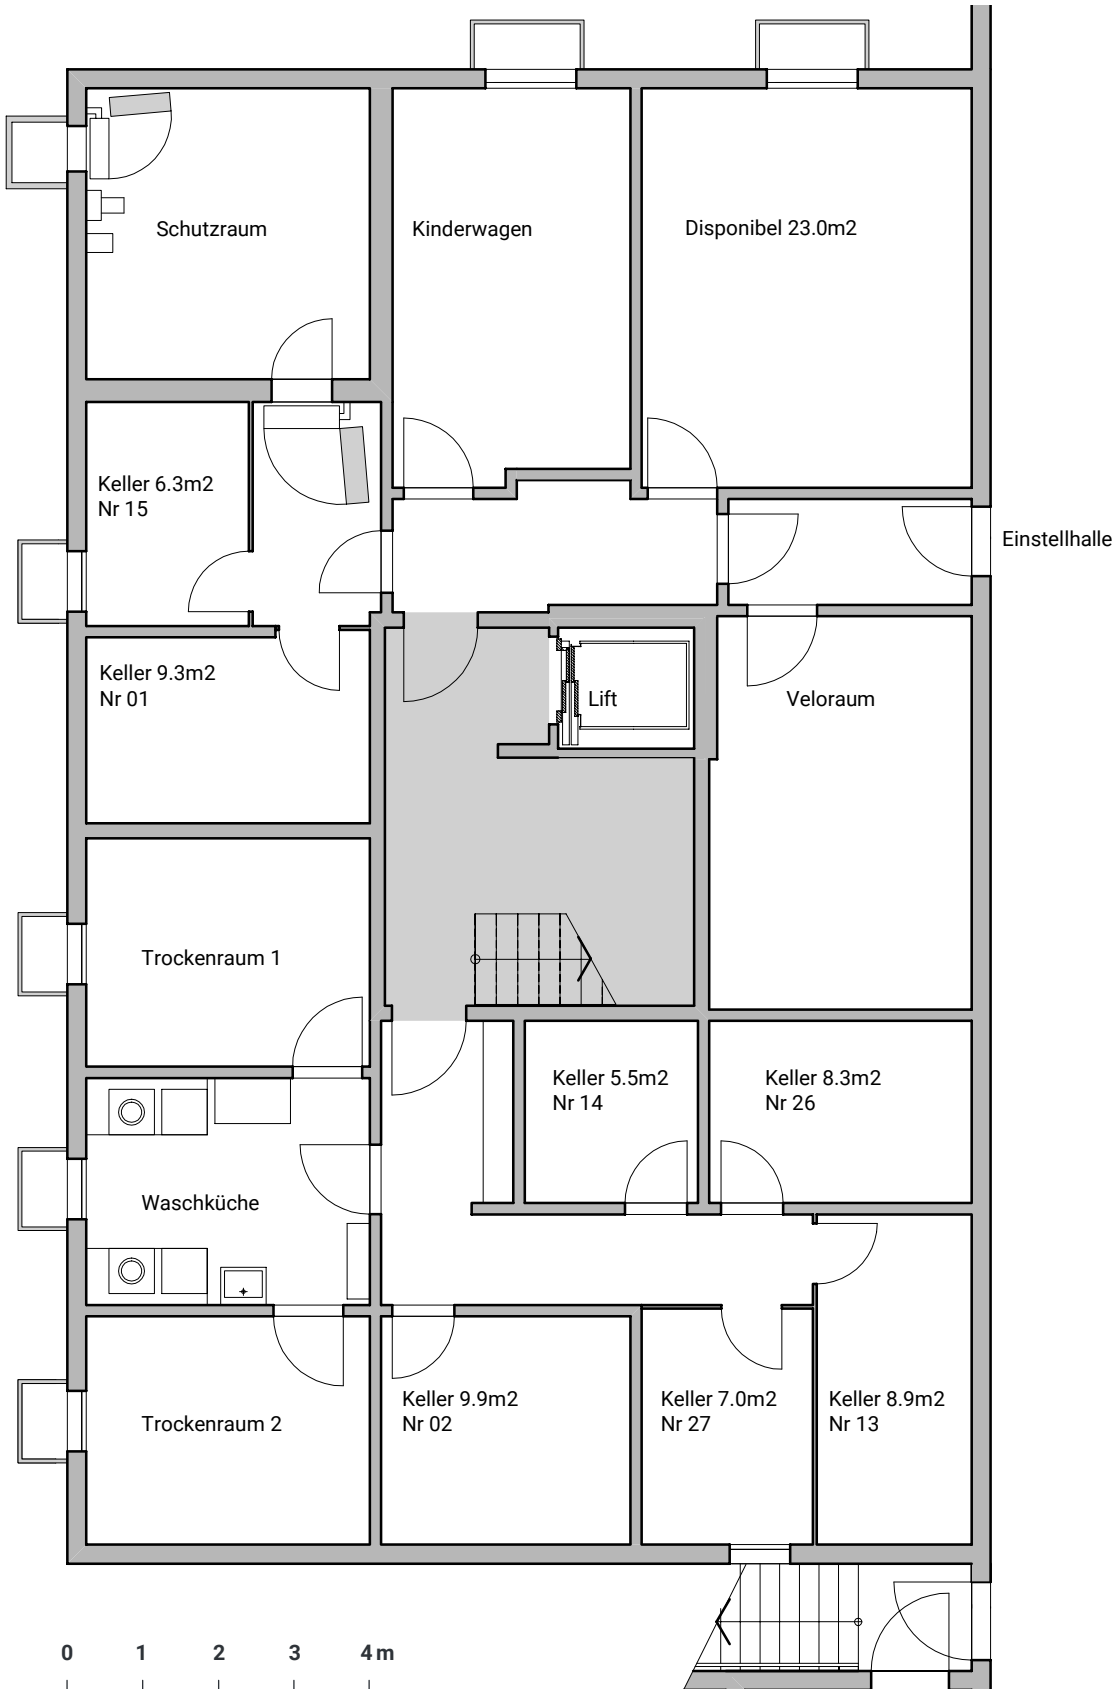 Schutzraum
Kinderwagen
Disponibel 23.0m2
Keller 6.3m2
Nr 15
Einstellhalle
Keller 9.3m2
Nr 01
Lift
Veloraum
Trockenraum 1
Keller 5.5m2
Nr 14
Keller 8.3m2
Nr 26
Waschküche
Trockenraum 2
Keller 9.9m2
Nr 02
Keller 7.0m2
Nr 27
Keller 8.9m2
Nr 13
0 1 2 3 4 m